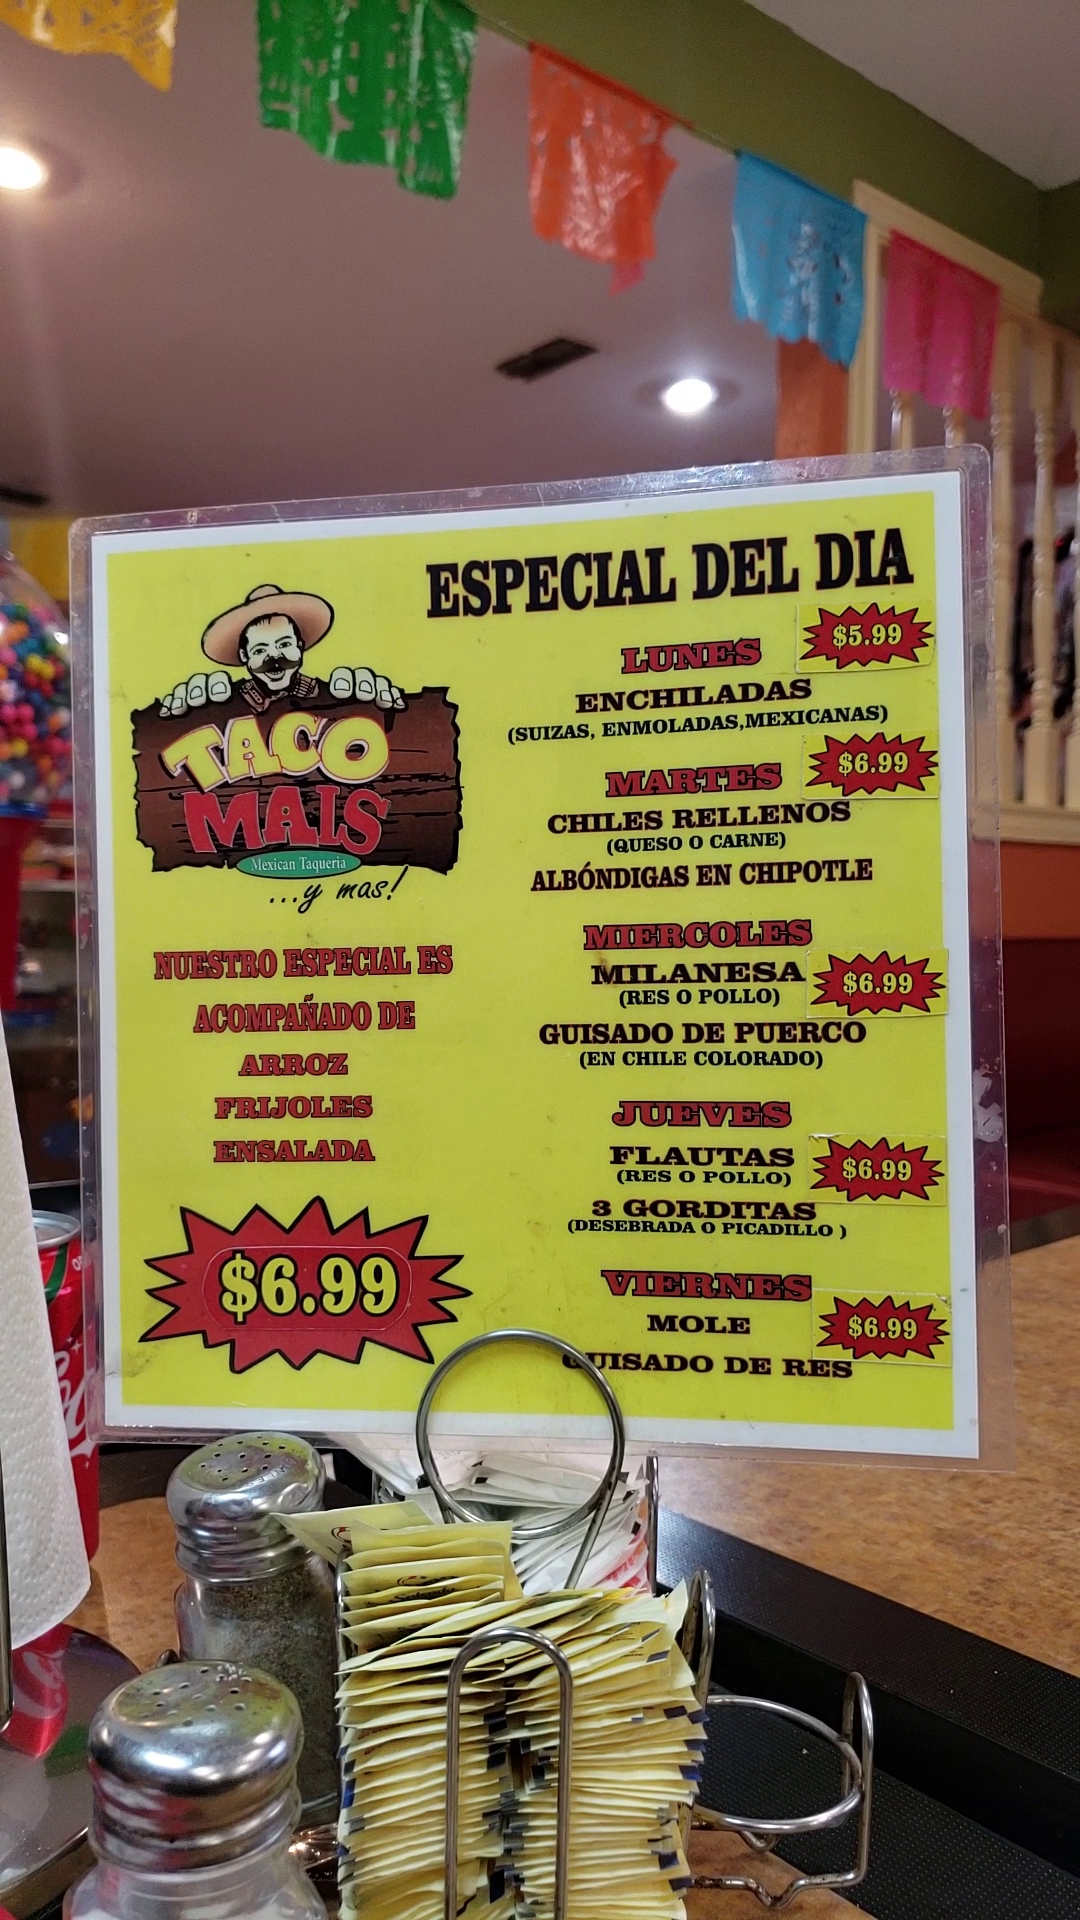 ESPECIAL DEL DIA
TACO
MAIS
Mexican Taqueria
...y mas!
NUESTRO ESPECIAL ES
ACOMPAÑADO DE
ARROZ
FRIJOLES
ENSALADA
$6.99
LUNES
$5.99
ENCHILADAS
(SUIZAS, ENMOLADAS,MEXICANAS)
MARTES
$6.99
CHILES RELLENOS
(QUESO O CARNE)
ALBÓNDIGAS EN CHIPOTLE
MIERCOLES
MILANESA
$6.99
(RES O POLLO)
GUISADO DE PUERCO
(EN CHILE COLORADO)
JUEVES
FLAUTAS
$6.99
(RES O POLLO)
3 GORDITAS
(DESEBRADA O PICADILLO )
VIERNES
MOLE
$6.99
GUISADO DE RES